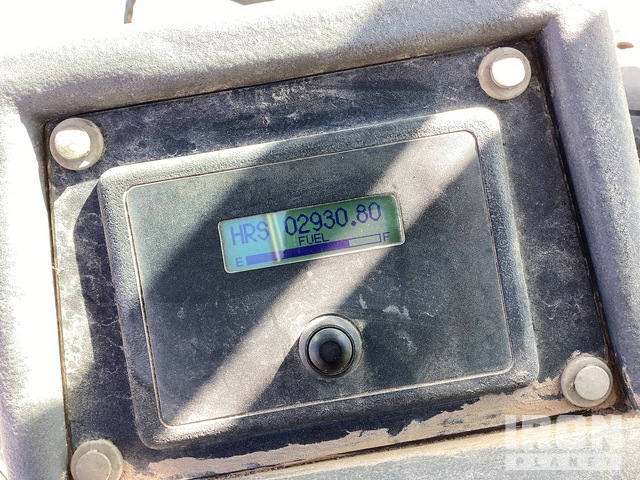 HRS 02930.80
FUEL
E F
IRON
PLANET